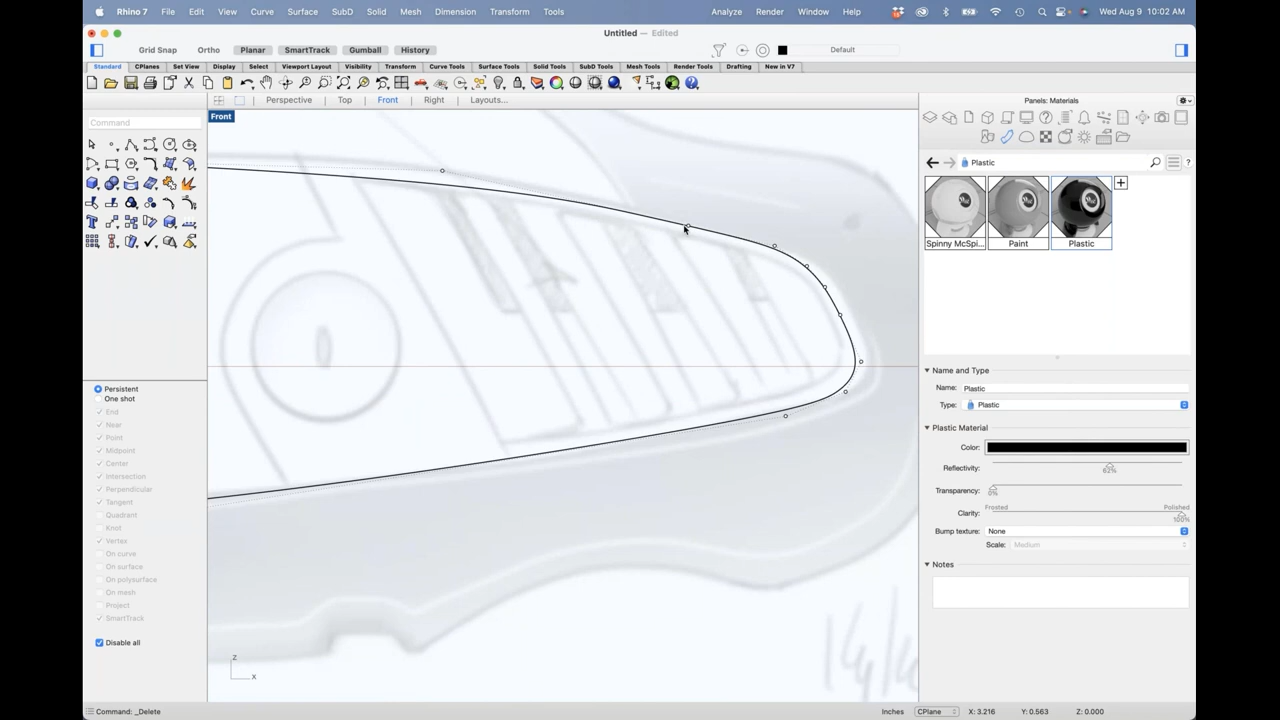 Rhino 7 File Edit View Curve Surface SubD Solid Mesh Dimension Transform Tools Analyze Render Window Help Wed Aug 9 10:02 AM
Untitled — Edited
Grid Snap Ortho Planar SmartTrack Gumball History Default
Standard CPlanes Set View Display Select Viewport Layout Visibility Transform Curve Tools Surface Tools Solid Tools SubD Tools Mesh Tools Render Tools Drafting New in V7
Perspective Top Front Right Layouts... Panels: Materials
Front
Command
Plastic
Spinny McSpi... Paint Plastic
Name and Type
Name: Plastic
Type: Plastic
Plastic Material
Color:
Reflectivity:
62%
Transparency:
0%
Frosted Polished
Clarity:
100%
Bump texture: None
Scale: Medium
Notes
Persistent
One shot
End
Near
Point
Midpoint
Center
Intersection
Perpendicular
Tangent
Quadrant
Knot
Vertex
On curve
On surface
On polysurface
On mesh
Project
SmartTrack
Disable all
z
x
Command: _Delete Inches CPlane X: 3.216 Y: 0.563 Z: 0.000